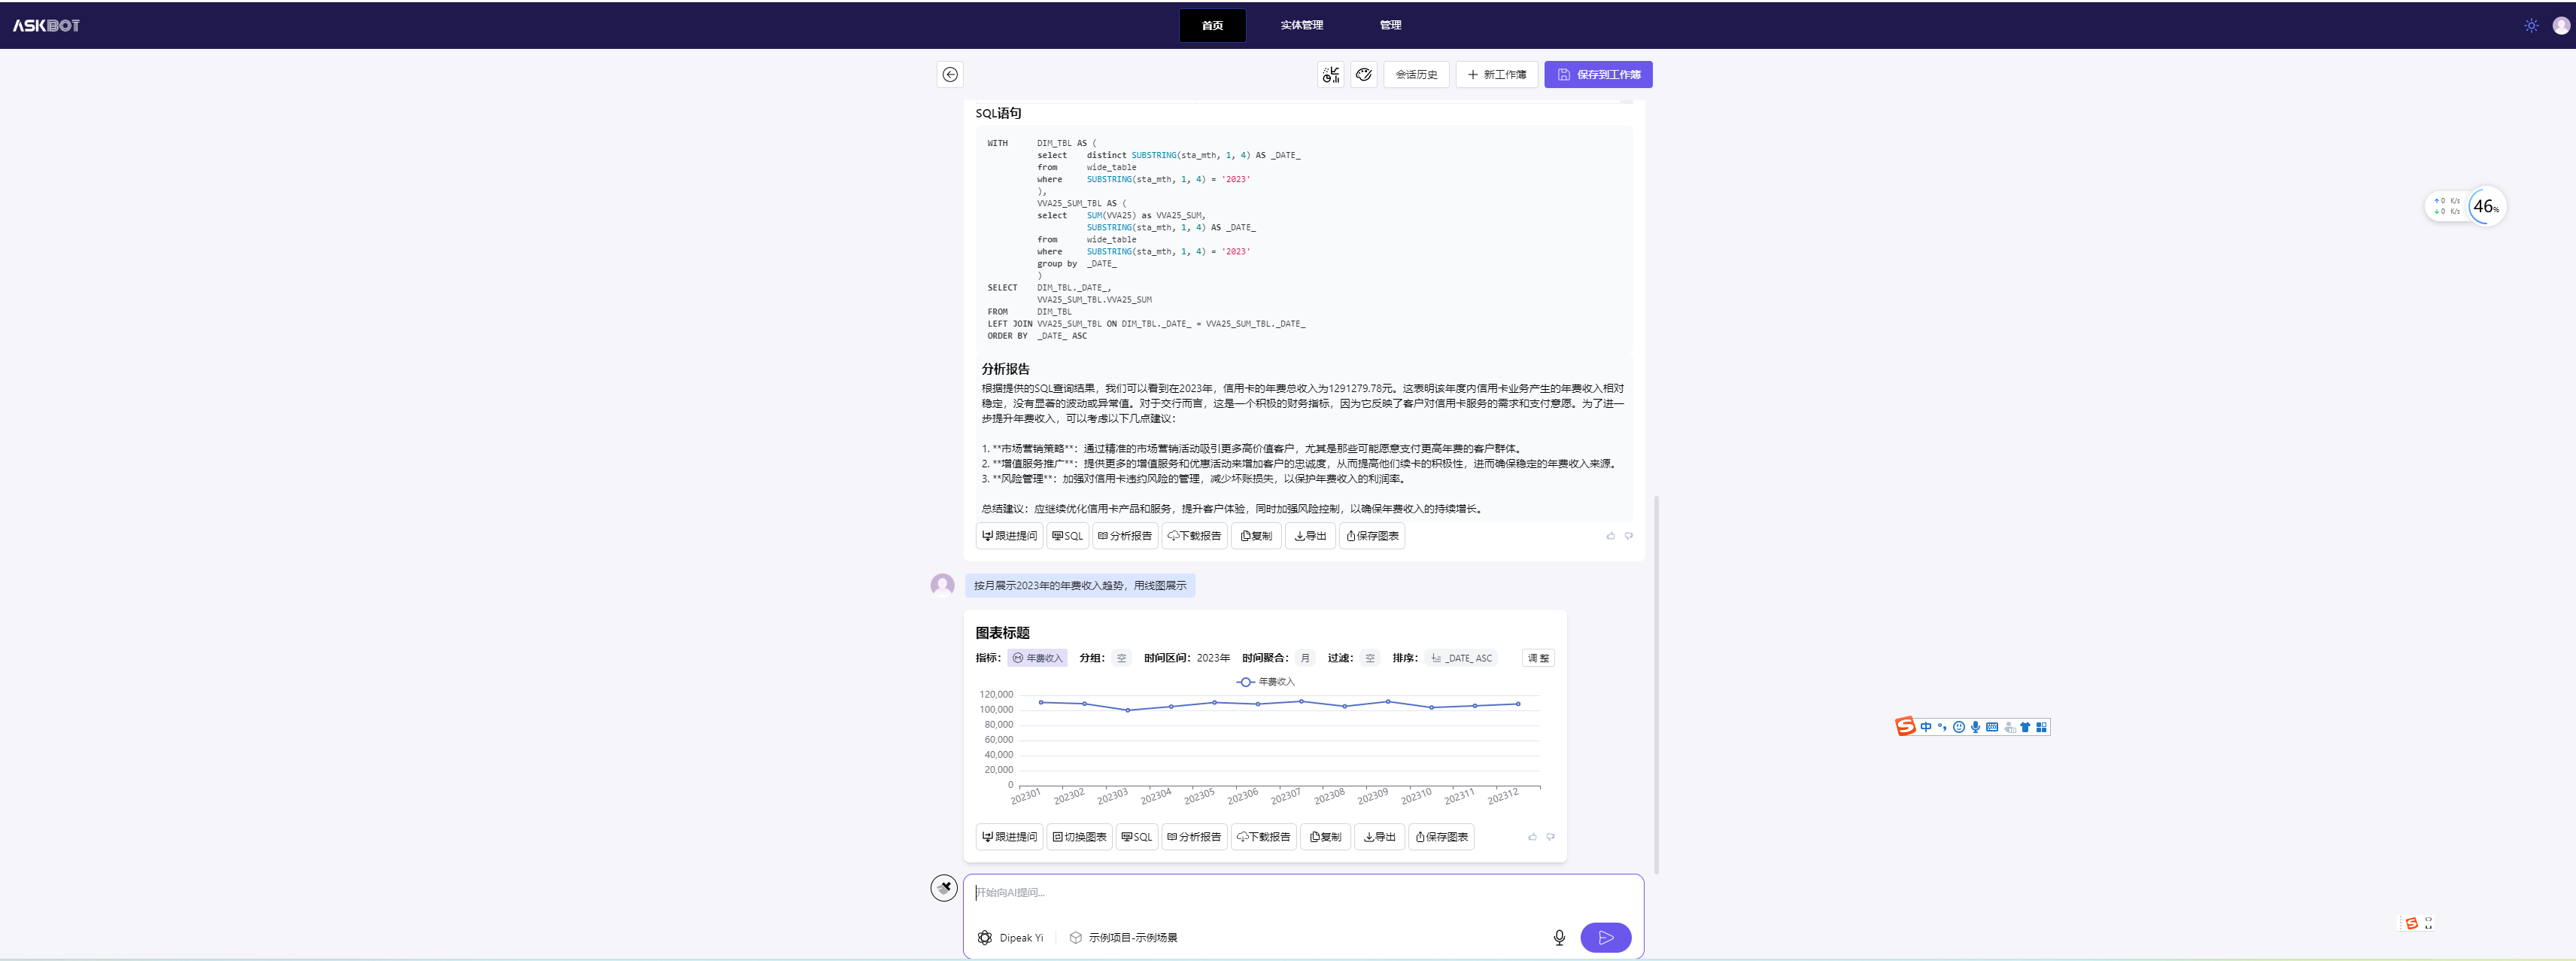 ASKBOT
首页
实体管理
管理
会话历史
新工作簿
保存到工作簿
SQL语句
WITH DIM_TBL AS (
select distinct SUBSTRING(sta_mth, 1, 4) AS _DATE_
from wide_table
where SUBSTRING(sta_mth, 1, 4) = '2023'
),
VVA25_SUM_TBL AS (
select SUM(VVA25) as VVA25_SUM,
SUBSTRING(sta_mth, 1, 4) AS _DATE_
from wide_table
where SUBSTRING(sta_mth, 1, 4) = '2023'
group by _DATE_
)
SELECT DIM_TBL._DATE_,
VVA25_SUM_TBL.VVA25_SUM
FROM DIM_TBL
LEFT JOIN VVA25_SUM_TBL ON DIM_TBL._DATE_ = VVA25_SUM_TBL._DATE_
ORDER BY _DATE_ ASC
0 K/s
0 K/s
46%
分析报告
根据提供的SQL查询结果，我们可以看到在2023年，信用卡的年费总收入为1291279.78元。这表明该年度内信用卡业务产生的年费收入相对
稳定，没有显著的波动或异常值。对于交行而言，这是一个积极的财务指标，因为它反映了客户对信用卡服务的需求和支付意愿。为了进一
步提升年费收入，可以考虑以下几点建议：
1. **市场营销策略**：通过精准的市场营销活动吸引更多高价值客户，尤其是那些可能愿意支付更高年费的客户群体。
2. **增值服务推广**：提供更多的增值服务和优惠活动来增加客户的忠诚度，从而提高他们续卡的积极性，进而确保稳定的年费收入来源。
3. **风险管理**：加强对信用卡违约风险的管理，减少坏账损失，以保护年费收入的利润率。
总结建议：应继续优化信用卡产品和服务，提升客户体验，同时加强风险控制，以确保年费收入的持续增长。
跟进提问 SQL 分析报告 下载报告 复制 导出 保存图表
按月展示2023年的年费收入趋势，用线图展示
图表标题
指标： 年费收入 分组： 空 时间区间：2023年 时间聚合： 月 过滤： 空 排序： _DATE_ ASC 调 整
年费收入
120,000
100,000
80,000
60,000
40,000
20,000
0
202301 202302 202303 202304 202305 202306 202307 202308 202309 202310 202311 202312
跟进提问 切换图表 SQL 分析报告 下载报告 复制 导出 保存图表
中
开始向AI提问...
Dipeak Yi
示例项目-示例场景